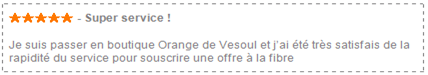 - Super service !
Je suis passer en boutique Orange de Vesoul et j'ai été très satisfais de la
rapidité du service pour souscrire une offre à la fibre